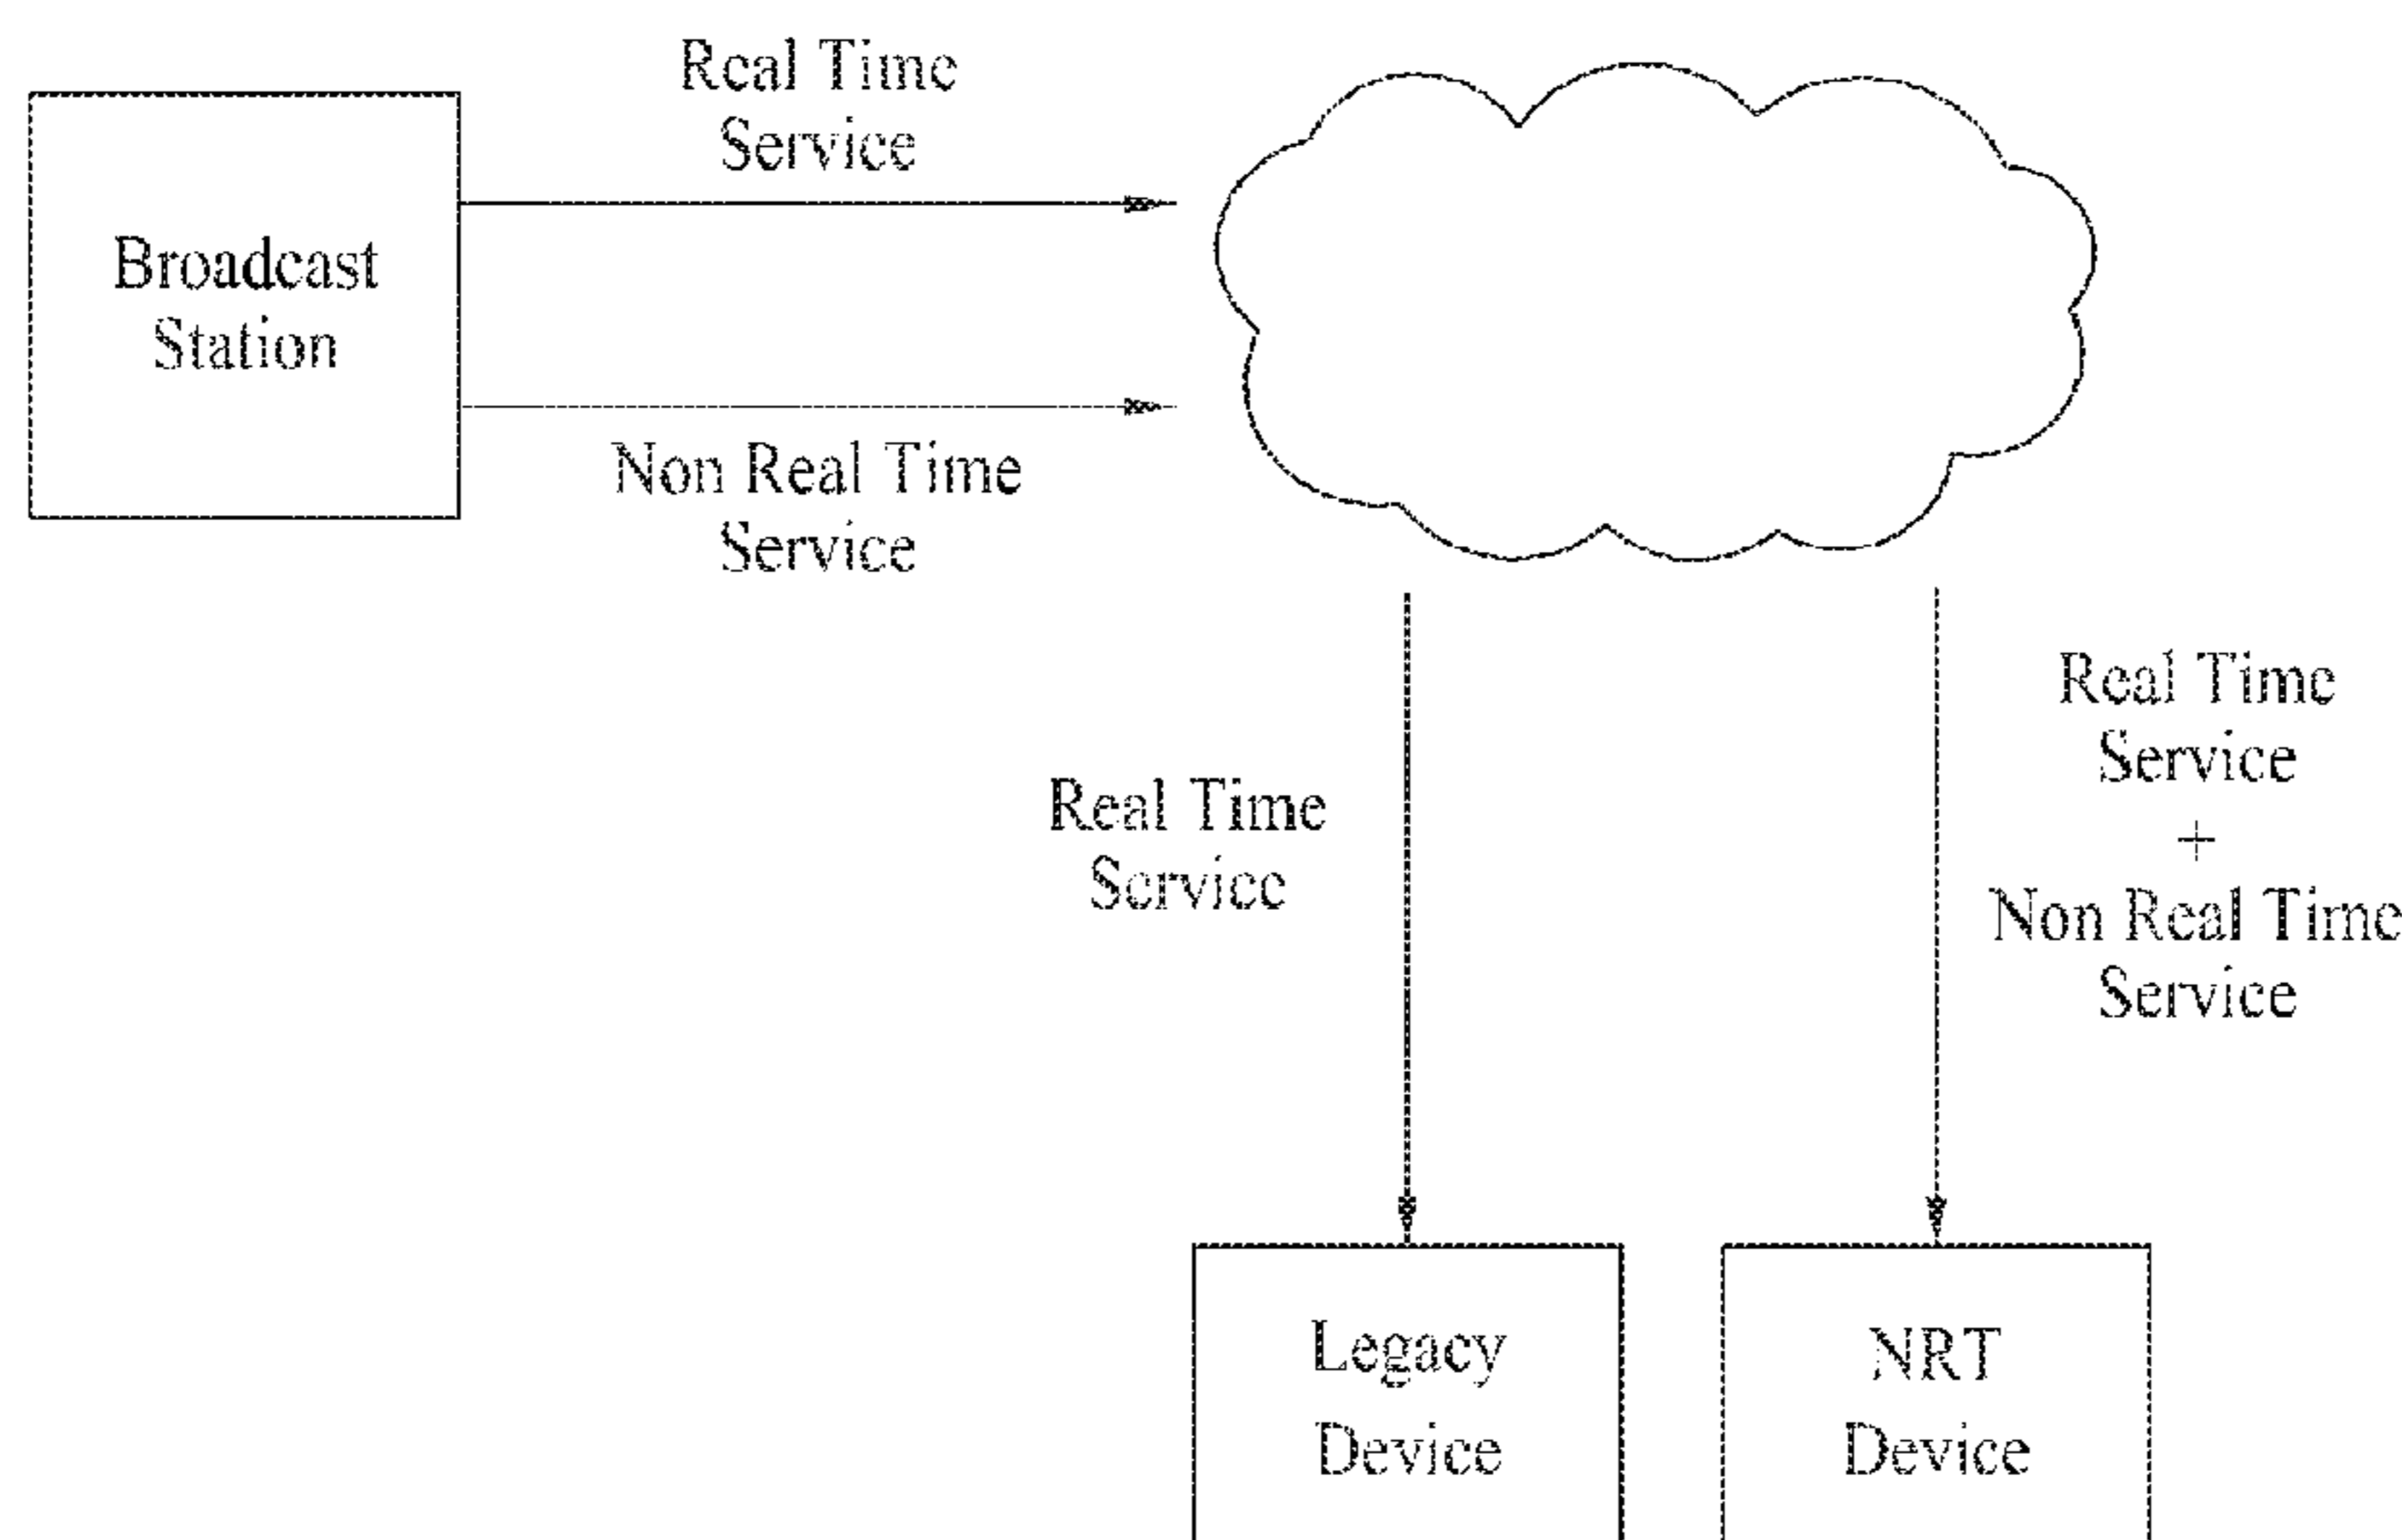 Real Time
Service
Broadcast
Station
Non Real Time
Service
Real Time
Service
Real Time
Service
+
Non Real Time
Service
Legacy
Device
NRT
Device